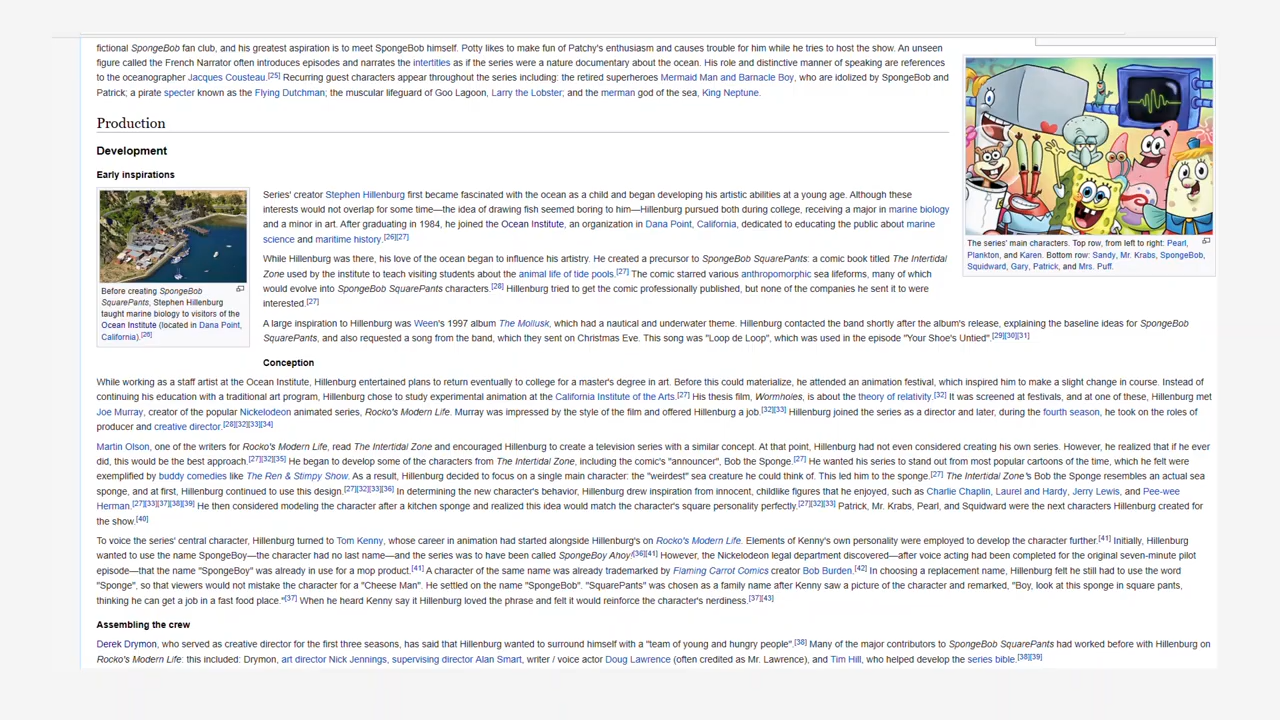 fictional SpongeBob fan club, and his greatest aspiration is to meet SpongeBob himself. Potty likes to make fun of Patchy's enthusiasm and causes trouble for him while he tries to host the show. An unseen
figure called the French Narrator often introduces episodes and narrates the intertitles as if the series were a nature documentary about the ocean. His role and distinctive manner of speaking are references
to the oceanographer Jacques Cousteau.[25] Recurring guest characters appear throughout the series including: the retired superheroes Mermaid Man and Barnacle Boy, who are idolized by SpongeBob and
Patrick; a pirate specter known as the Flying Dutchman; the muscular lifeguard of Goo Lagoon, Larry the Lobster; and the merman god of the sea, King Neptune.
The series' main characters. Top row, from left to right: Pearl,
Plankton, and Karen. Bottom row: Sandy, Mr. Krabs, SpongeBob,
Squidward, Gary, Patrick, and Mrs. Puff.
Production
Development
Early inspirations
Before creating SpongeBob
SquarePants, Stephen Hillenburg
taught marine biology to visitors of the
Ocean Institute (located in Dana Point,
California).[26]
Series' creator Stephen Hillenburg first became fascinated with the ocean as a child and began developing his artistic abilities at a young age. Although these
interests would not overlap for some time—the idea of drawing fish seemed boring to him—Hillenburg pursued both during college, receiving a major in marine biology
and a minor in art. After graduating in 1984, he joined the Ocean Institute, an organization in Dana Point, California, dedicated to educating the public about marine
science and maritime history.[26][27]
While Hillenburg was there, his love of the ocean began to influence his artistry. He created a precursor to SpongeBob SquarePants: a comic book titled The Intertidal
Zone used by the institute to teach visiting students about the animal life of tide pools.[27] The comic starred various anthropomorphic sea lifeforms, many of which
would evolve into SpongeBob SquarePants characters.[28] Hillenburg tried to get the comic professionally published, but none of the companies he sent it to were
interested.[27]
A large inspiration to Hillenburg was Ween's 1997 album The Mollusk, which had a nautical and underwater theme. Hillenburg contacted the band shortly after the album's release, explaining the baseline ideas for SpongeBob
SquarePants, and also requested a song from the band, which they sent on Christmas Eve. This song was "Loop de Loop", which was used in the episode "Your Shoe's Untied".[29][30][31]
Conception
While working as a staff artist at the Ocean Institute, Hillenburg entertained plans to return eventually to college for a master's degree in art. Before this could materialize, he attended an animation festival, which inspired him to make a slight change in course. Instead of
continuing his education with a traditional art program, Hillenburg chose to study experimental animation at the California Institute of the Arts.[27] His thesis film, Wormholes, is about the theory of relativity.[32] It was screened at festivals, and at one of these, Hillenburg met
Joe Murray, creator of the popular Nickelodeon animated series, Rocko's Modern Life. Murray was impressed by the style of the film and offered Hillenburg a job.[32][33] Hillenburg joined the series as a director and later, during the fourth season, he took on the roles of
producer and creative director.[28][32][33][34]
Martin Olson, one of the writers for Rocko's Modern Life, read The Intertidal Zone and encouraged Hillenburg to create a television series with a similar concept. At that point, Hillenburg had not even considered creating his own series. However, he realized that if he ever
did, this would be the best approach.[27][32][35] He began to develop some of the characters from The Intertidal Zone, including the comic's "announcer", Bob the Sponge.[27] He wanted his series to stand out from most popular cartoons of the time, which he felt were
exemplified by buddy comedies like The Ren & Stimpy Show. As a result, Hillenburg decided to focus on a single main character: the "weirdest" sea creature he could think of. This led him to the sponge.[27] The Intertidal Zone's Bob the Sponge resembles an actual sea
sponge, and at first, Hillenburg continued to use this design.[27][32][33][36] In determining the new character's behavior, Hillenburg drew inspiration from innocent, childlike figures that he enjoyed, such as Charlie Chaplin, Laurel and Hardy, Jerry Lewis, and Pee-wee
Herman.[27][33][37][38][39] He then considered modeling the character after a kitchen sponge and realized this idea would match the character's square personality perfectly.[27][32][33] Patrick, Mr. Krabs, Pearl, and Squidward were the next characters Hillenburg created for
the show.[40]
To voice the series' central character, Hillenburg turned to Tom Kenny, whose career in animation had started alongside Hillenburg's on Rocko's Modern Life. Elements of Kenny's own personality were employed to develop the character further.[41] Initially, Hillenburg
wanted to use the name SpongeBoy—the character had no last name—and the series was to have been called SpongeBoy Ahoy![36][41] However, the Nickelodeon legal department discovered—after voice acting had been completed for the original seven-minute pilot
episode—that the name "SpongeBoy" was already in use for a mop product.[41] A character of the same name was already trademarked by Flaming Carrot Comics creator Bob Burden.[42] In choosing a replacement name, Hillenburg felt he still had to use the word
"Sponge", so that viewers would not mistake the character for a "Cheese Man". He settled on the name "SpongeBob". "SquarePants" was chosen as a family name after Kenny saw a picture of the character and remarked, "Boy, look at this sponge in square pants,
thinking he can get a job in a fast food place."[37] When he heard Kenny say it Hillenburg loved the phrase and felt it would reinforce the character's nerdiness.[37][43]
Assembling the crew
Derek Drymon, who served as creative director for the first three seasons, has said that Hillenburg wanted to surround himself with a "team of young and hungry people".[38] Many of the major contributors to SpongeBob SquarePants had worked before with Hillenburg on
Rocko's Modern Life: this included: Drymon, art director Nick Jennings, supervising director Alan Smart, writer / voice actor Doug Lawrence (often credited as Mr. Lawrence), and Tim Hill, who helped develop the series bible.[38][39]